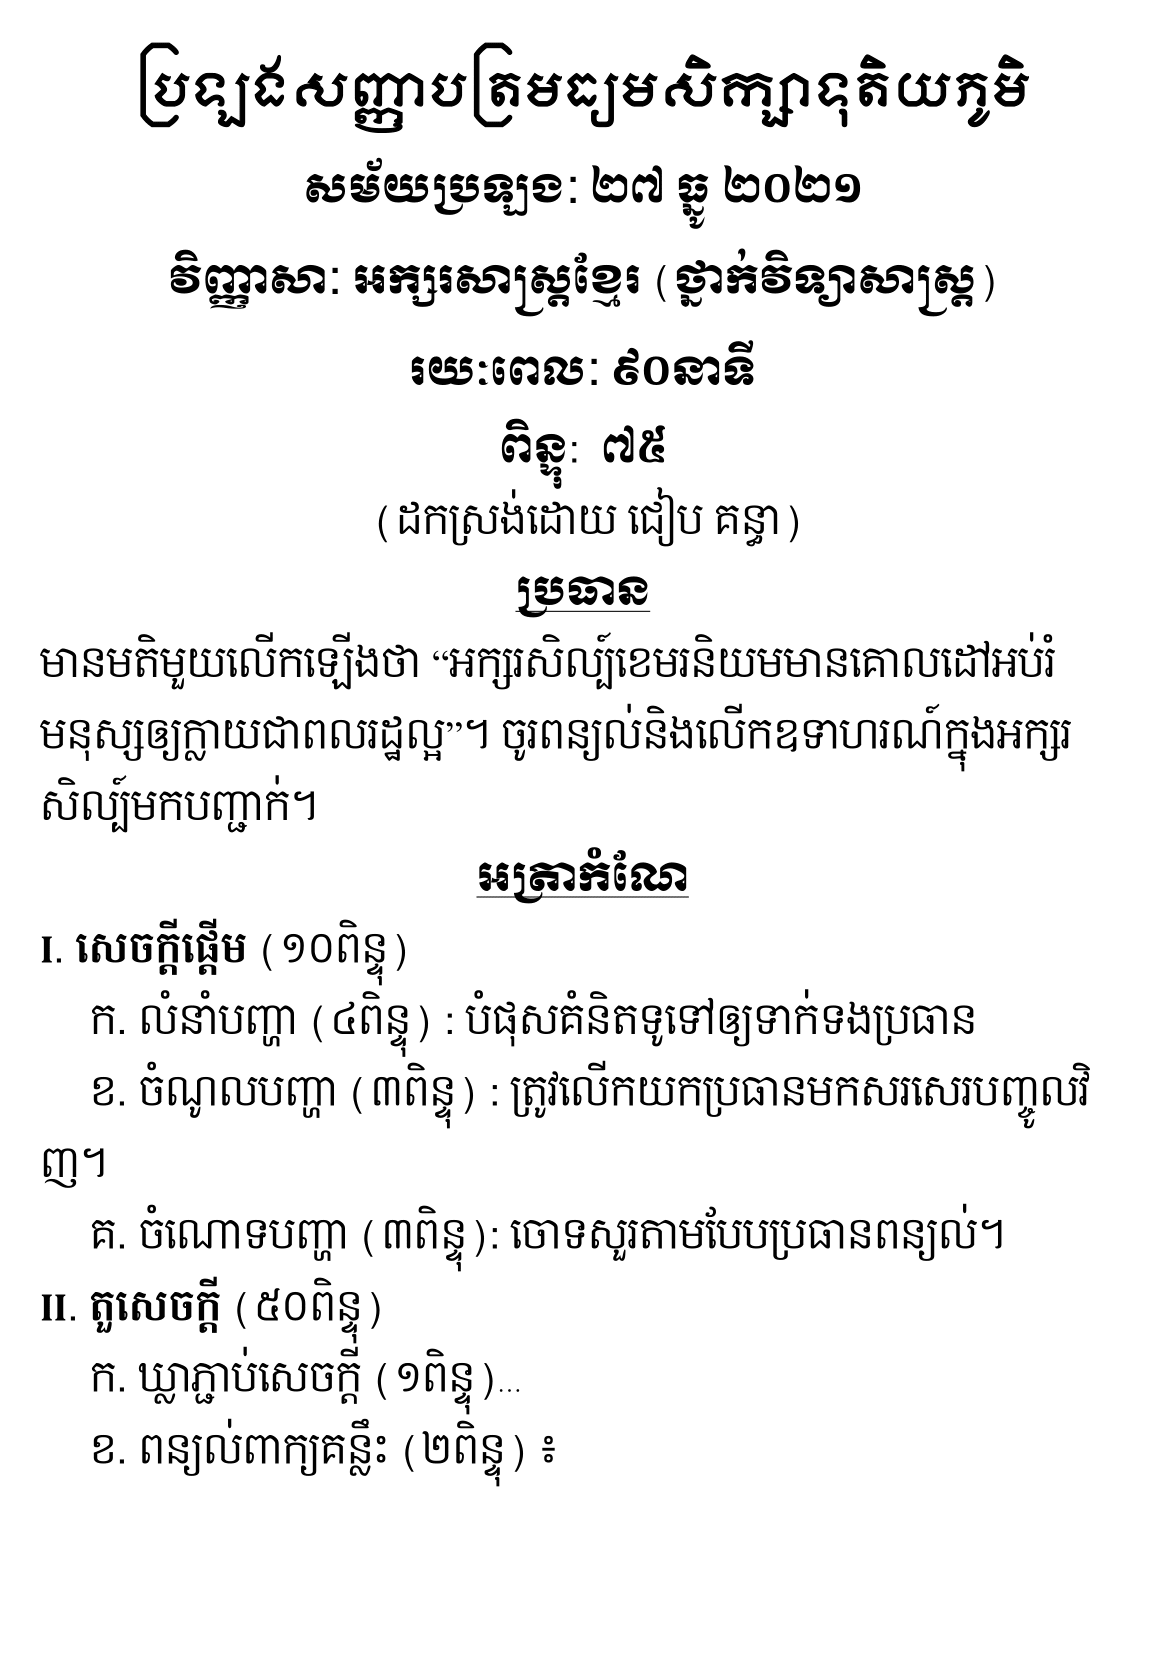 ប្រឡងសញ្ញាបត្រមធ្យមសិក្សាទុតិយភូមិ
សម័យប្រឡង: ២៧ ធ្នូ ២០២១
វិញ្ញាសា: អក្សរសាស្ត្រខ្មែរ (ថ្នាក់វិទ្យាសាស្ត្រ)
រយ:ពេល: ៩០នាទី
ពិន្ទុ: ៧៥
(ដកស្រង់ដោយ ជៀប គន្ធា)
ប្រធាន
មានមតិមួយលើកឡើងថា “អក្សរសិល្ប៍ខេមរនិយមមានគោលដៅអប់រំ
មនុស្សឲ្យក្លាយជាពលរដ្ឋល្អ”។ ចូរពន្យល់និងលើកឧទាហរណ៍ក្នុងអក្សរ
សិល្ប៍មកបញ្ជាក់។
អត្រាកំណែ
I. សេចក្តីផ្តើម (១០ពិន្ទុ)
ក. លំនាំបញ្ហា (៤ពិន្ទុ) : បំផុសគំនិតទូទៅឲ្យទាក់ទងប្រធាន
ខ. ចំណូលបញ្ហា (៣ពិន្ទុ) : ត្រូវលើកយកប្រធានមកសរសេរបញ្ចូលវិ
ញ។
គ. ចំណោទបញ្ហា (៣ពិន្ទុ): ចោទសួរតាមបែបប្រធានពន្យល់។
II. តួសេចក្តី (៥០ពិន្ទុ)
ក. ឃ្លាភ្ជាប់សេចក្តី (១ពិន្ទុ)...
ខ. ពន្យល់ពាក្យគន្លឹះ (២ពិន្ទុ) ៖